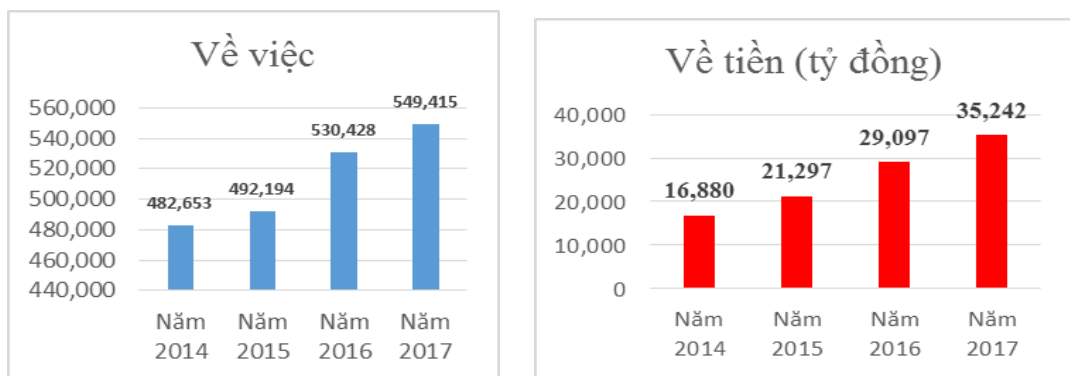 Về việc
560,000
540,000
520,000
500,000
480,000
460,000
440,000
482,653
492,194
530,428
549,415
Năm
2014
Năm
2015
Năm
2016
Năm
2017
Về tiền (tỷ đồng)
40,000
30,000
20,000
10,000
0
16,880
21,297
29,097
35,242
Năm
2014
Năm
2015
Năm
2016
Năm
2017